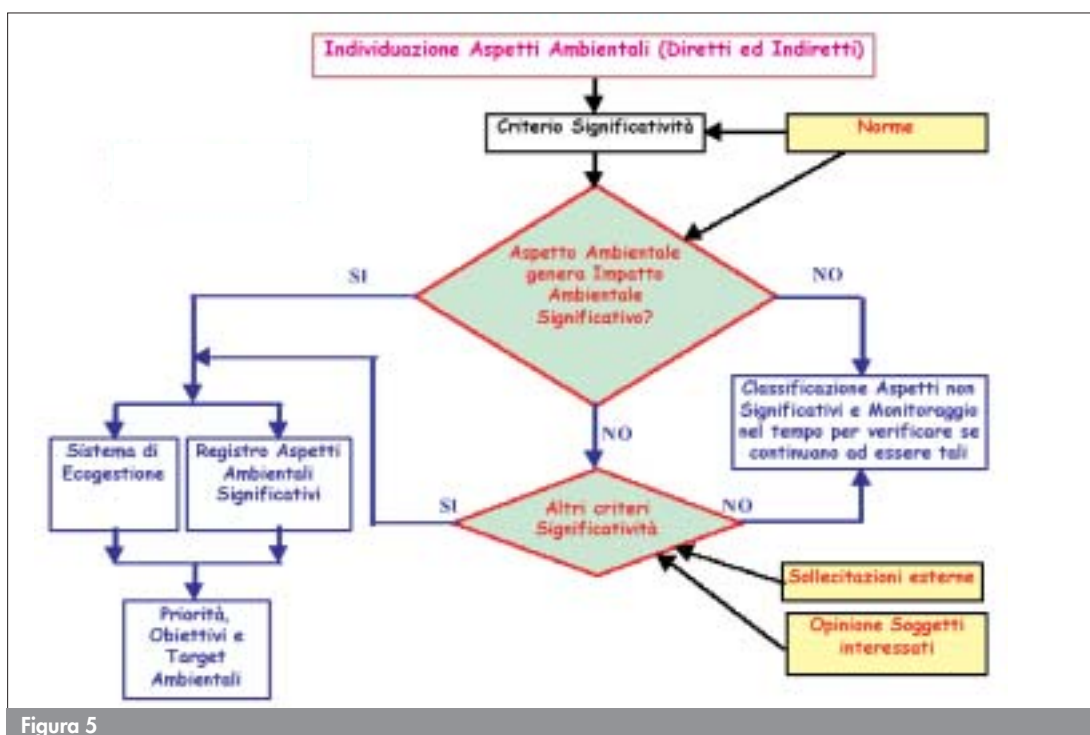 Individuazione Aspetti Ambientali (Diretti ed Indiretti)
Criterio Significatività
Norme
Aspetto Ambientale
genera Impatto
Ambientale
Significativo?
SI
NO
Classificazione Aspetti non
Significativi e Monitoraggio
nel tempo per verificare se
continuano ad essere tali
NO
Sistema di
Ecogestione
Registro Aspetti
Ambientali
Significativi
SI
Altri criteri
Significatività
NO
Sollecitazioni esterne
Opinione Soggetti
interessati
Priorità,
Obiettivi e
Target
Ambientali
Figura 5